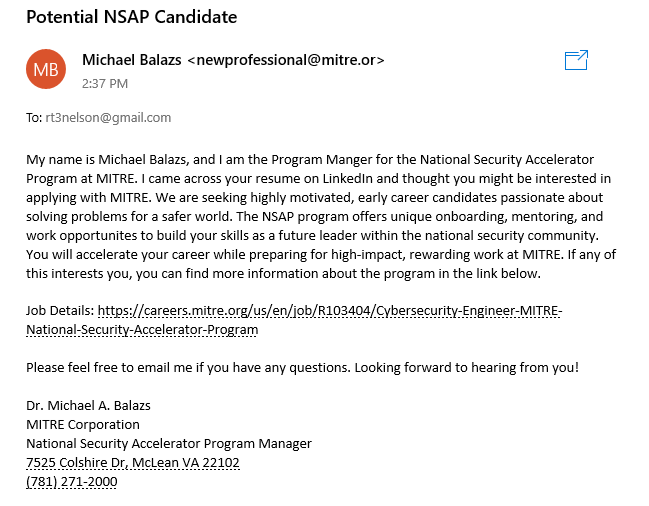 Potential NSAP Candidate
MB
Michael Balazs <newprofessional@mitre.or>
2:37 PM
To: rt3nelson@gmail.com
My name is Michael Balazs, and I am the Program Manger for the National Security Accelerator
Program at MITRE. I came across your resume on LinkedIn and thought you might be interested in
applying with MITRE. We are seeking highly motivated, early career candidates passionate about
solving problems for a safer world. The NSAP program offers unique onboarding, mentoring, and
work opportunites to build your skills as a future leader within the national security community.
You will accelerate your career while preparing for high-impact, rewarding work at MITRE. If any of
this interests you, you can find more information about the program in the link below.
Job Details: https://careers.mitre.org/us/en/job/R103404/Cybersecurity-Engineer-MITRE-
National-Security-Accelerator-Program
Please feel free to email me if you have any questions. Looking forward to hearing from you!
Dr. Michael A. Balazs
MITRE Corporation
National Security Accelerator Program Manager
7525 Colshire Dr, McLean VA 22102
(781) 271-2000